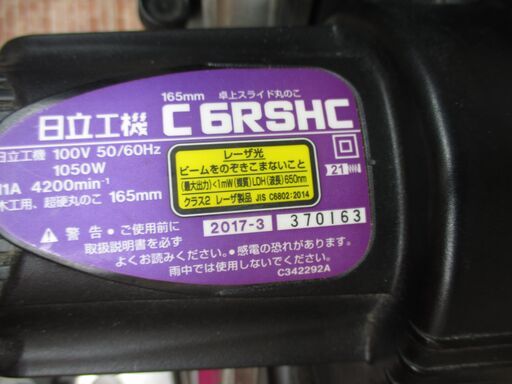 165mm 卓上スライド丸のこ
日立工機 C 6RSHC
日立工機 100V 50/60Hz
1050W
11A 4200min⁻¹
木工用、超硬丸のこ 165mm
レーザ光
ビームをのぞきこまないこと
(最大出力)<1mW(媒質)LDH(波長)650nm
クラス2 レーザ製品 JIS C6802:2014
21
警告・ご使用前に
取扱説明書を必ず
よくお読みください。・感電の恐れがあります。
雨中では使用しないでください。
2017-3 370163
C342292A